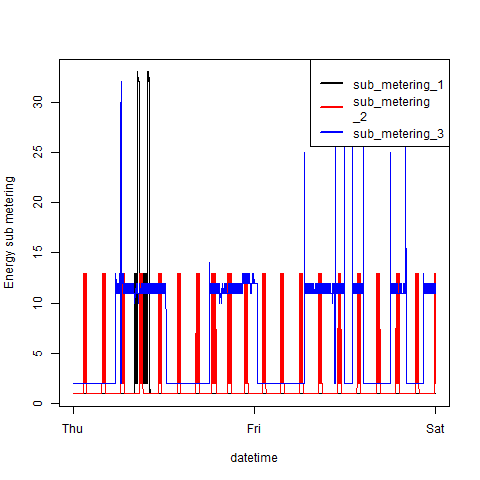 sub_metering_1
sub_metering
_2
sub_metering_3
Energy sub metering
30
25
20
15
10
5
0
Thu
Fri
Sat
datetime